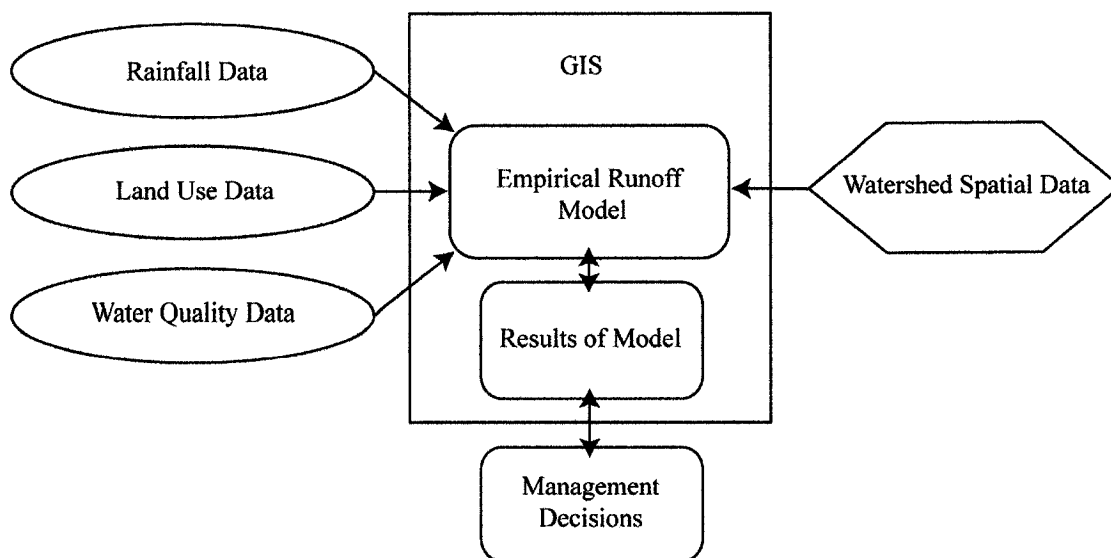 Rainfall Data
GIS
Land Use Data
Empirical Runoff
Model
Watershed Spatial Data
Water Quality Data
Results of Model
Management
Decisions